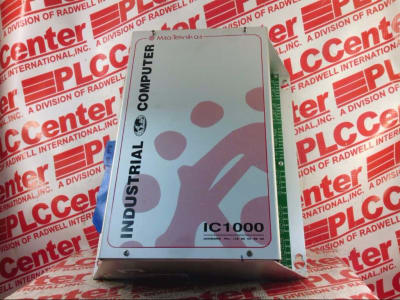 Mita-Teknik a/s
INDUSTRIAL COMPUTER
IC1000
PLCCenter
A DIVISION OF RADWELL INTERNATIONAL, INC.